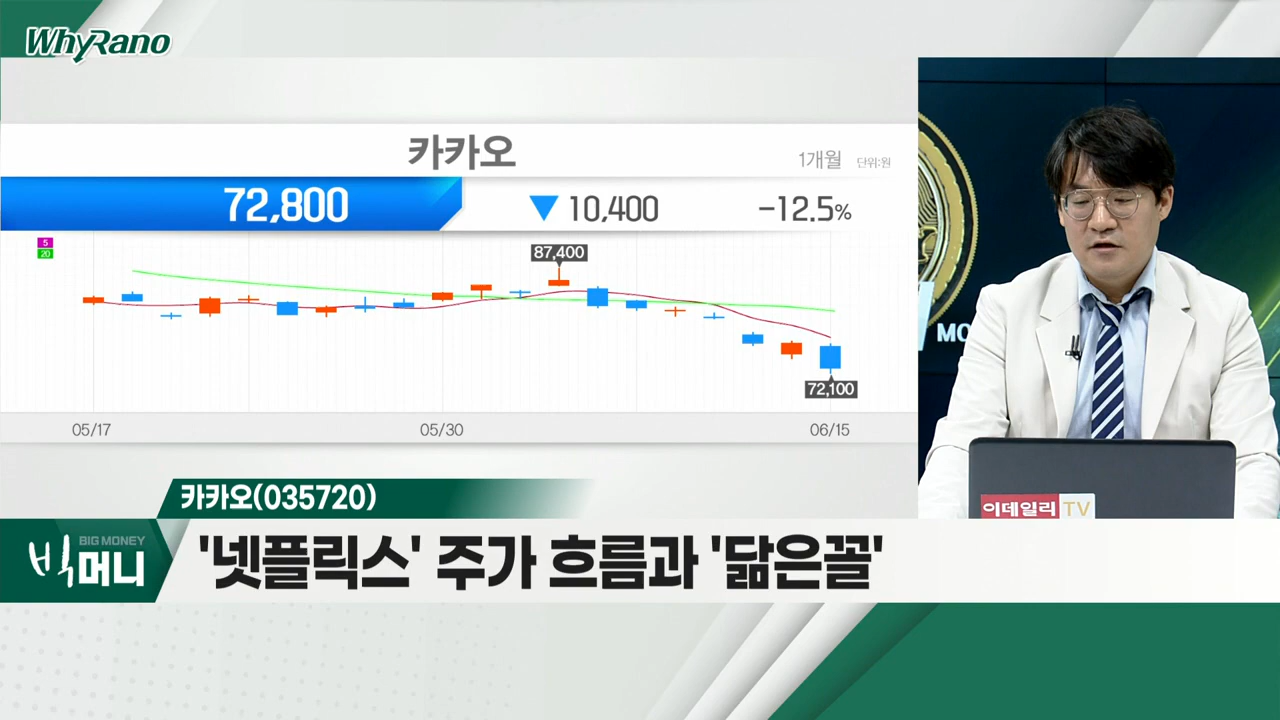 WhyRano
카카오
1개월 단위:원
72,800 ▼ 10,400 -12.5%
5
20
87,400
72,100
05/17 05/30 06/15
MO
이데일리 TV
카카오(035720)
BIG MONEY
빅머니
'넷플릭스' 주가 흐름과 '닮은꼴'